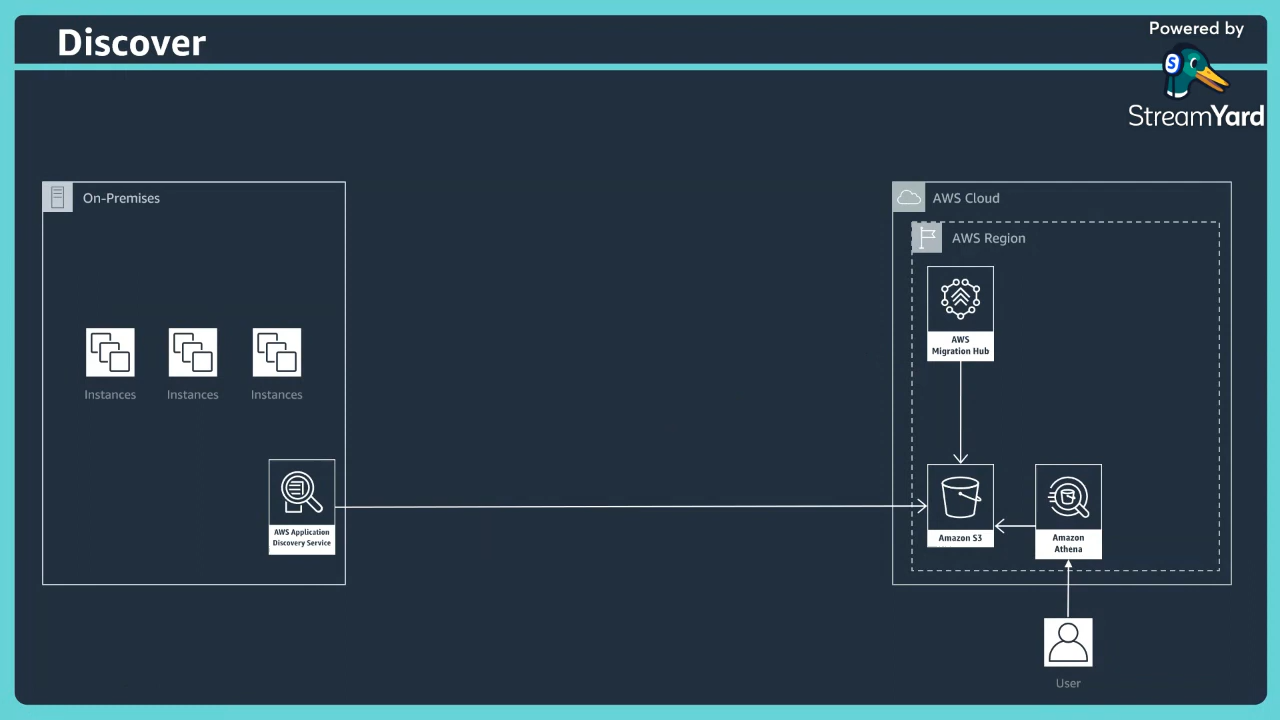 Discover
Powered by
S
StreamYard
On-Premises
AWS Cloud
AWS Region
AWS
Migration Hub
Instances
Instances
Instances
AWS Application
Discovery Service
Amazon S3
Amazon
Athena
User